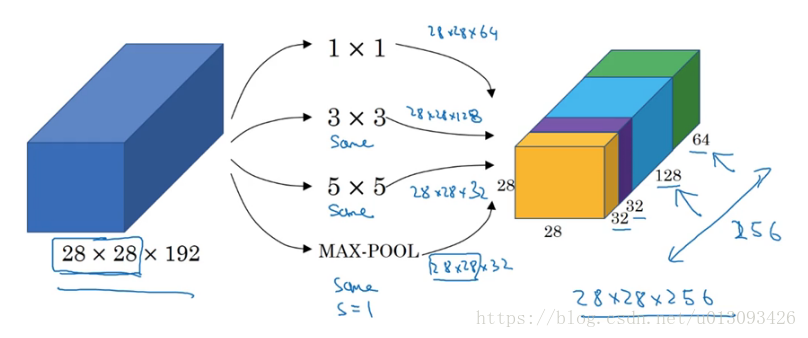 1 × 1
28×28×64
3 × 3
28×28×128
Same
5 × 5
28×28×32
Same
MAX-POOL
28×28×32
Same
s=1
28 × 28 × 192
28
28
32
32
128
64
256
28×28×256
https://blog.csdn.net/u013093426